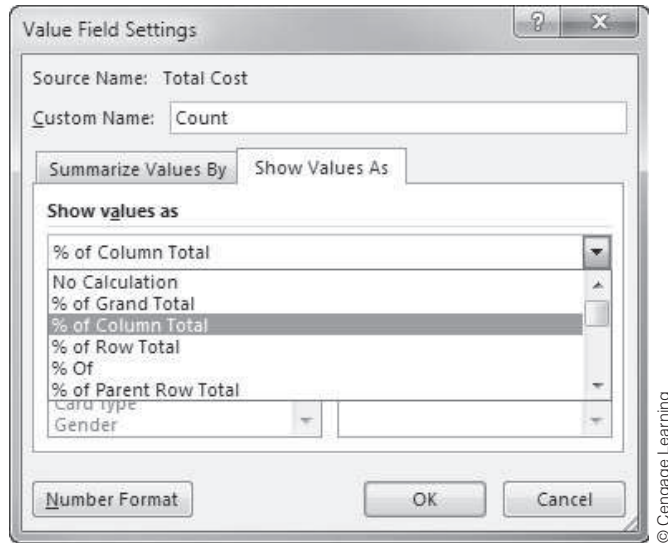 Value Field Settings
?
X
Source Name: Total Cost
Custom Name: Count
Summarize Values By
Show Values As
Show values as
% of Column Total
No Calculation
% of Grand Total
% of Column Total
% of Row Total
% Of
% of Parent Row Total
Card Type
Gender
Number Format
OK
Cancel
© Cengage Learning